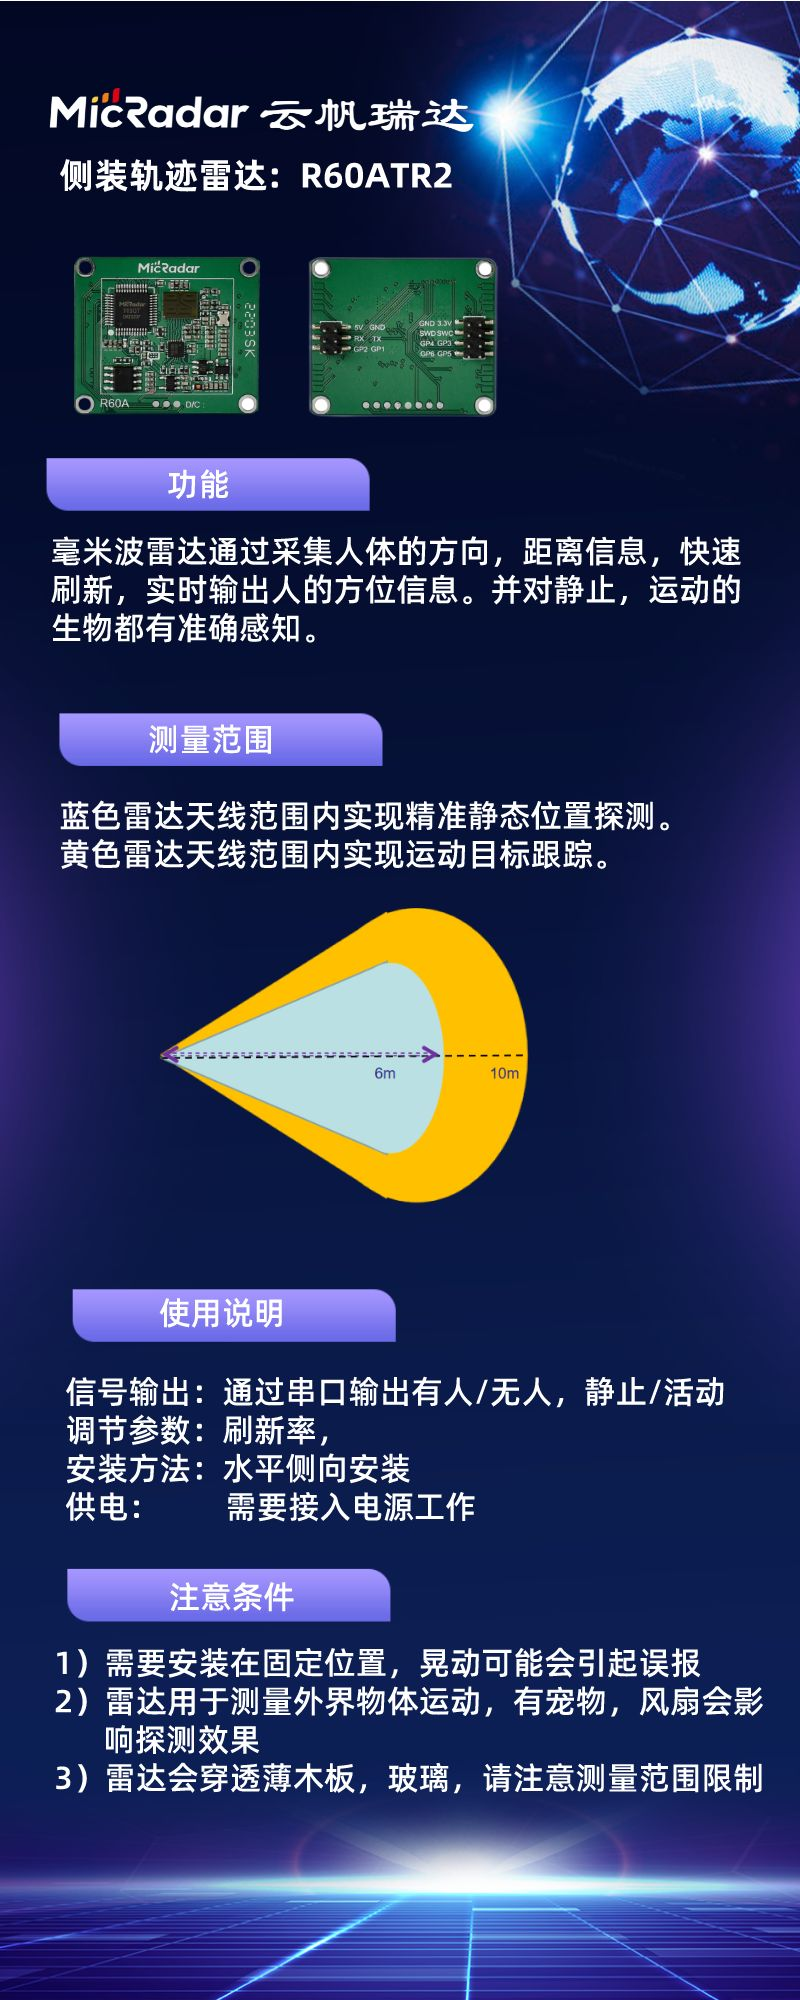 MicRadar 云帆瑞达
侧装轨迹雷达：R60ATR2
MicRadar
MicRadar
2203SK
R60A
D/C :
5V GND
RX TX
GP2 GP1
GND 3.3V
SWD SWC
GP4 GP3
GP6 GP5
功能
毫米波雷达通过采集人体的方向，距离信息，快速
刷新，实时输出人的方位信息。并对静止，运动的
生物都有准确感知。
测量范围
蓝色雷达天线范围内实现精准静态位置探测。
黄色雷达天线范围内实现运动目标跟踪。
6m
10m
使用说明
信号输出：通过串口输出有人/无人，静止/活动
调节参数：刷新率，
安装方法：水平侧向安装
供电： 需要接入电源工作
注意条件
1）需要安装在固定位置，晃动可能会引起误报
2）雷达用于测量外界物体运动，有宠物，风扇会影
响探测效果
3）雷达会穿透薄木板，玻璃，请注意测量范围限制